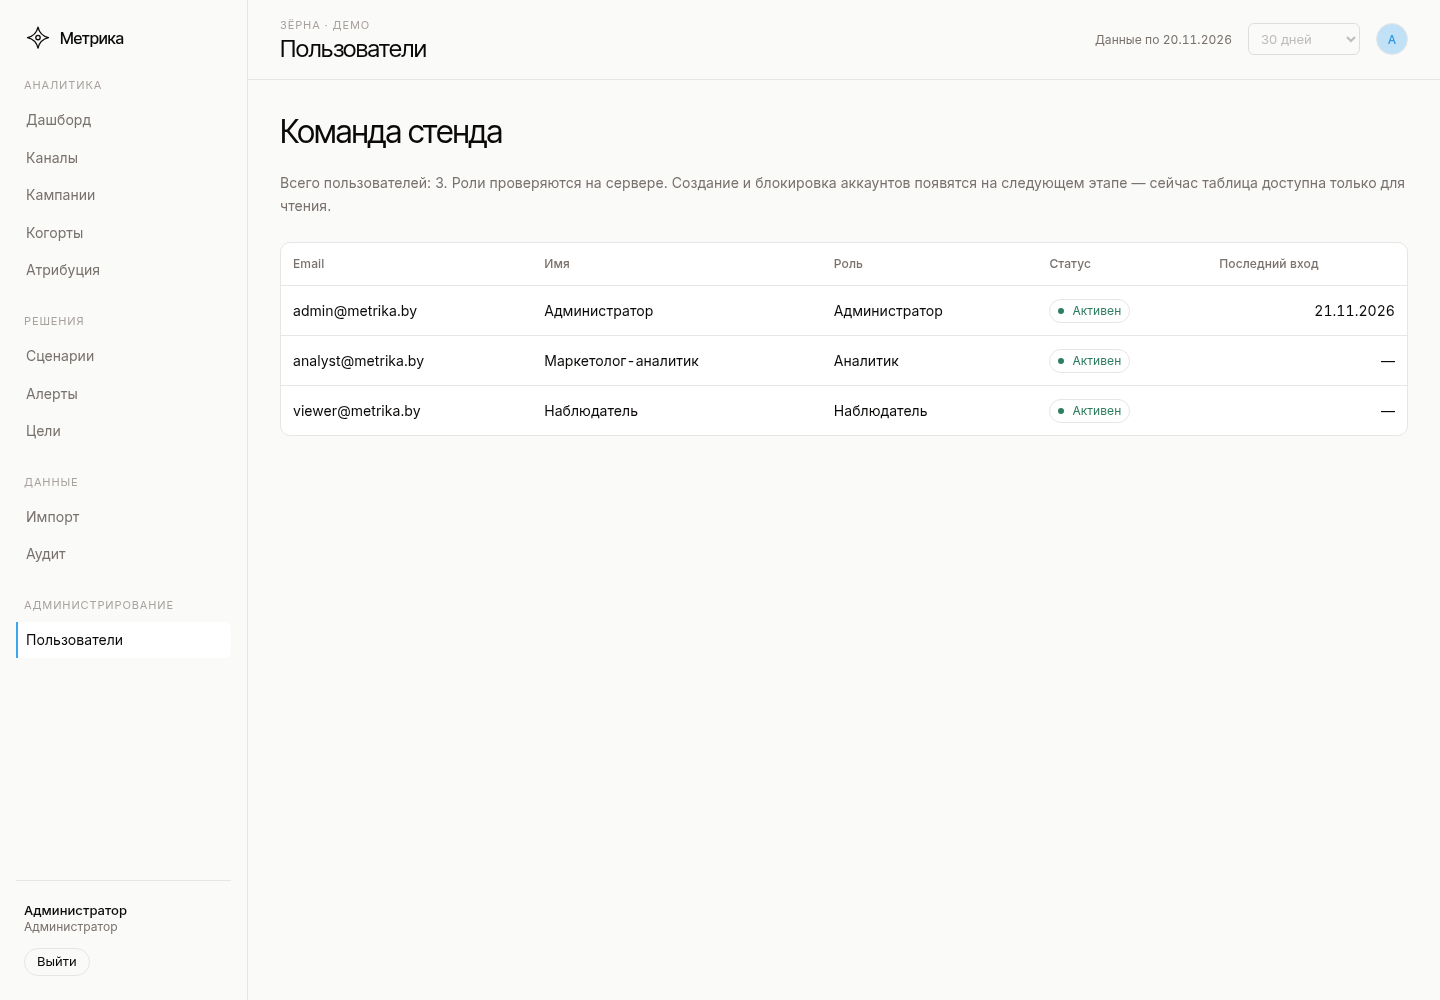 Метрика
АНАЛИТИКА
Дашборд
Каналы
Кампании
Когорты
Атрибуция
РЕШЕНИЯ
Сценарии
Алерты
Цели
ДАННЫЕ
Импорт
Аудит
АДМИНИСТРИРОВАНИЕ
Пользователи
Администратор
Администратор
Выйти
ЗЁРНА · ДЕМО
Пользователи
Данные по 20.11.2026
30 дней
А
Команда стенда
Всего пользователей: 3. Роли проверяются на сервере. Создание и блокировка аккаунтов появятся на следующем этапе — сейчас таблица доступна только для
чтения.
Email Имя Роль Статус Последний вход
admin@metrika.by Администратор Администратор Активен 21.11.2026
analyst@metrika.by Маркетолог-аналитик Аналитик Активен —
viewer@metrika.by Наблюдатель Наблюдатель Активен —